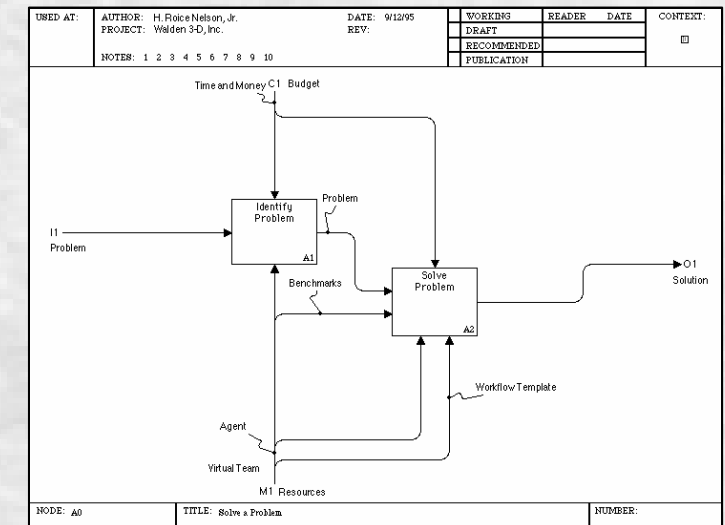 USED AT:
AUTHOR: H. Roice Nelson, Jr.
PROJECT: Walden 3-D, Inc.
DATE: 9/12/95
REV:
NOTES: 1 2 3 4 5 6 7 8 9 10
WORKING
DRAFT
RECOMMENDED
PUBLICATION
READER DATE
CONTEXT:
Time and Money
C1 Budget
Identify
Problem
A1
Problem
I1
Problem
Benchmarks
Solve
Problem
A2
O1
Solution
Workflow Template
Agent
Virtual Team
M1 Resources
NODE: A0
TITLE: Solve a Problem
NUMBER: